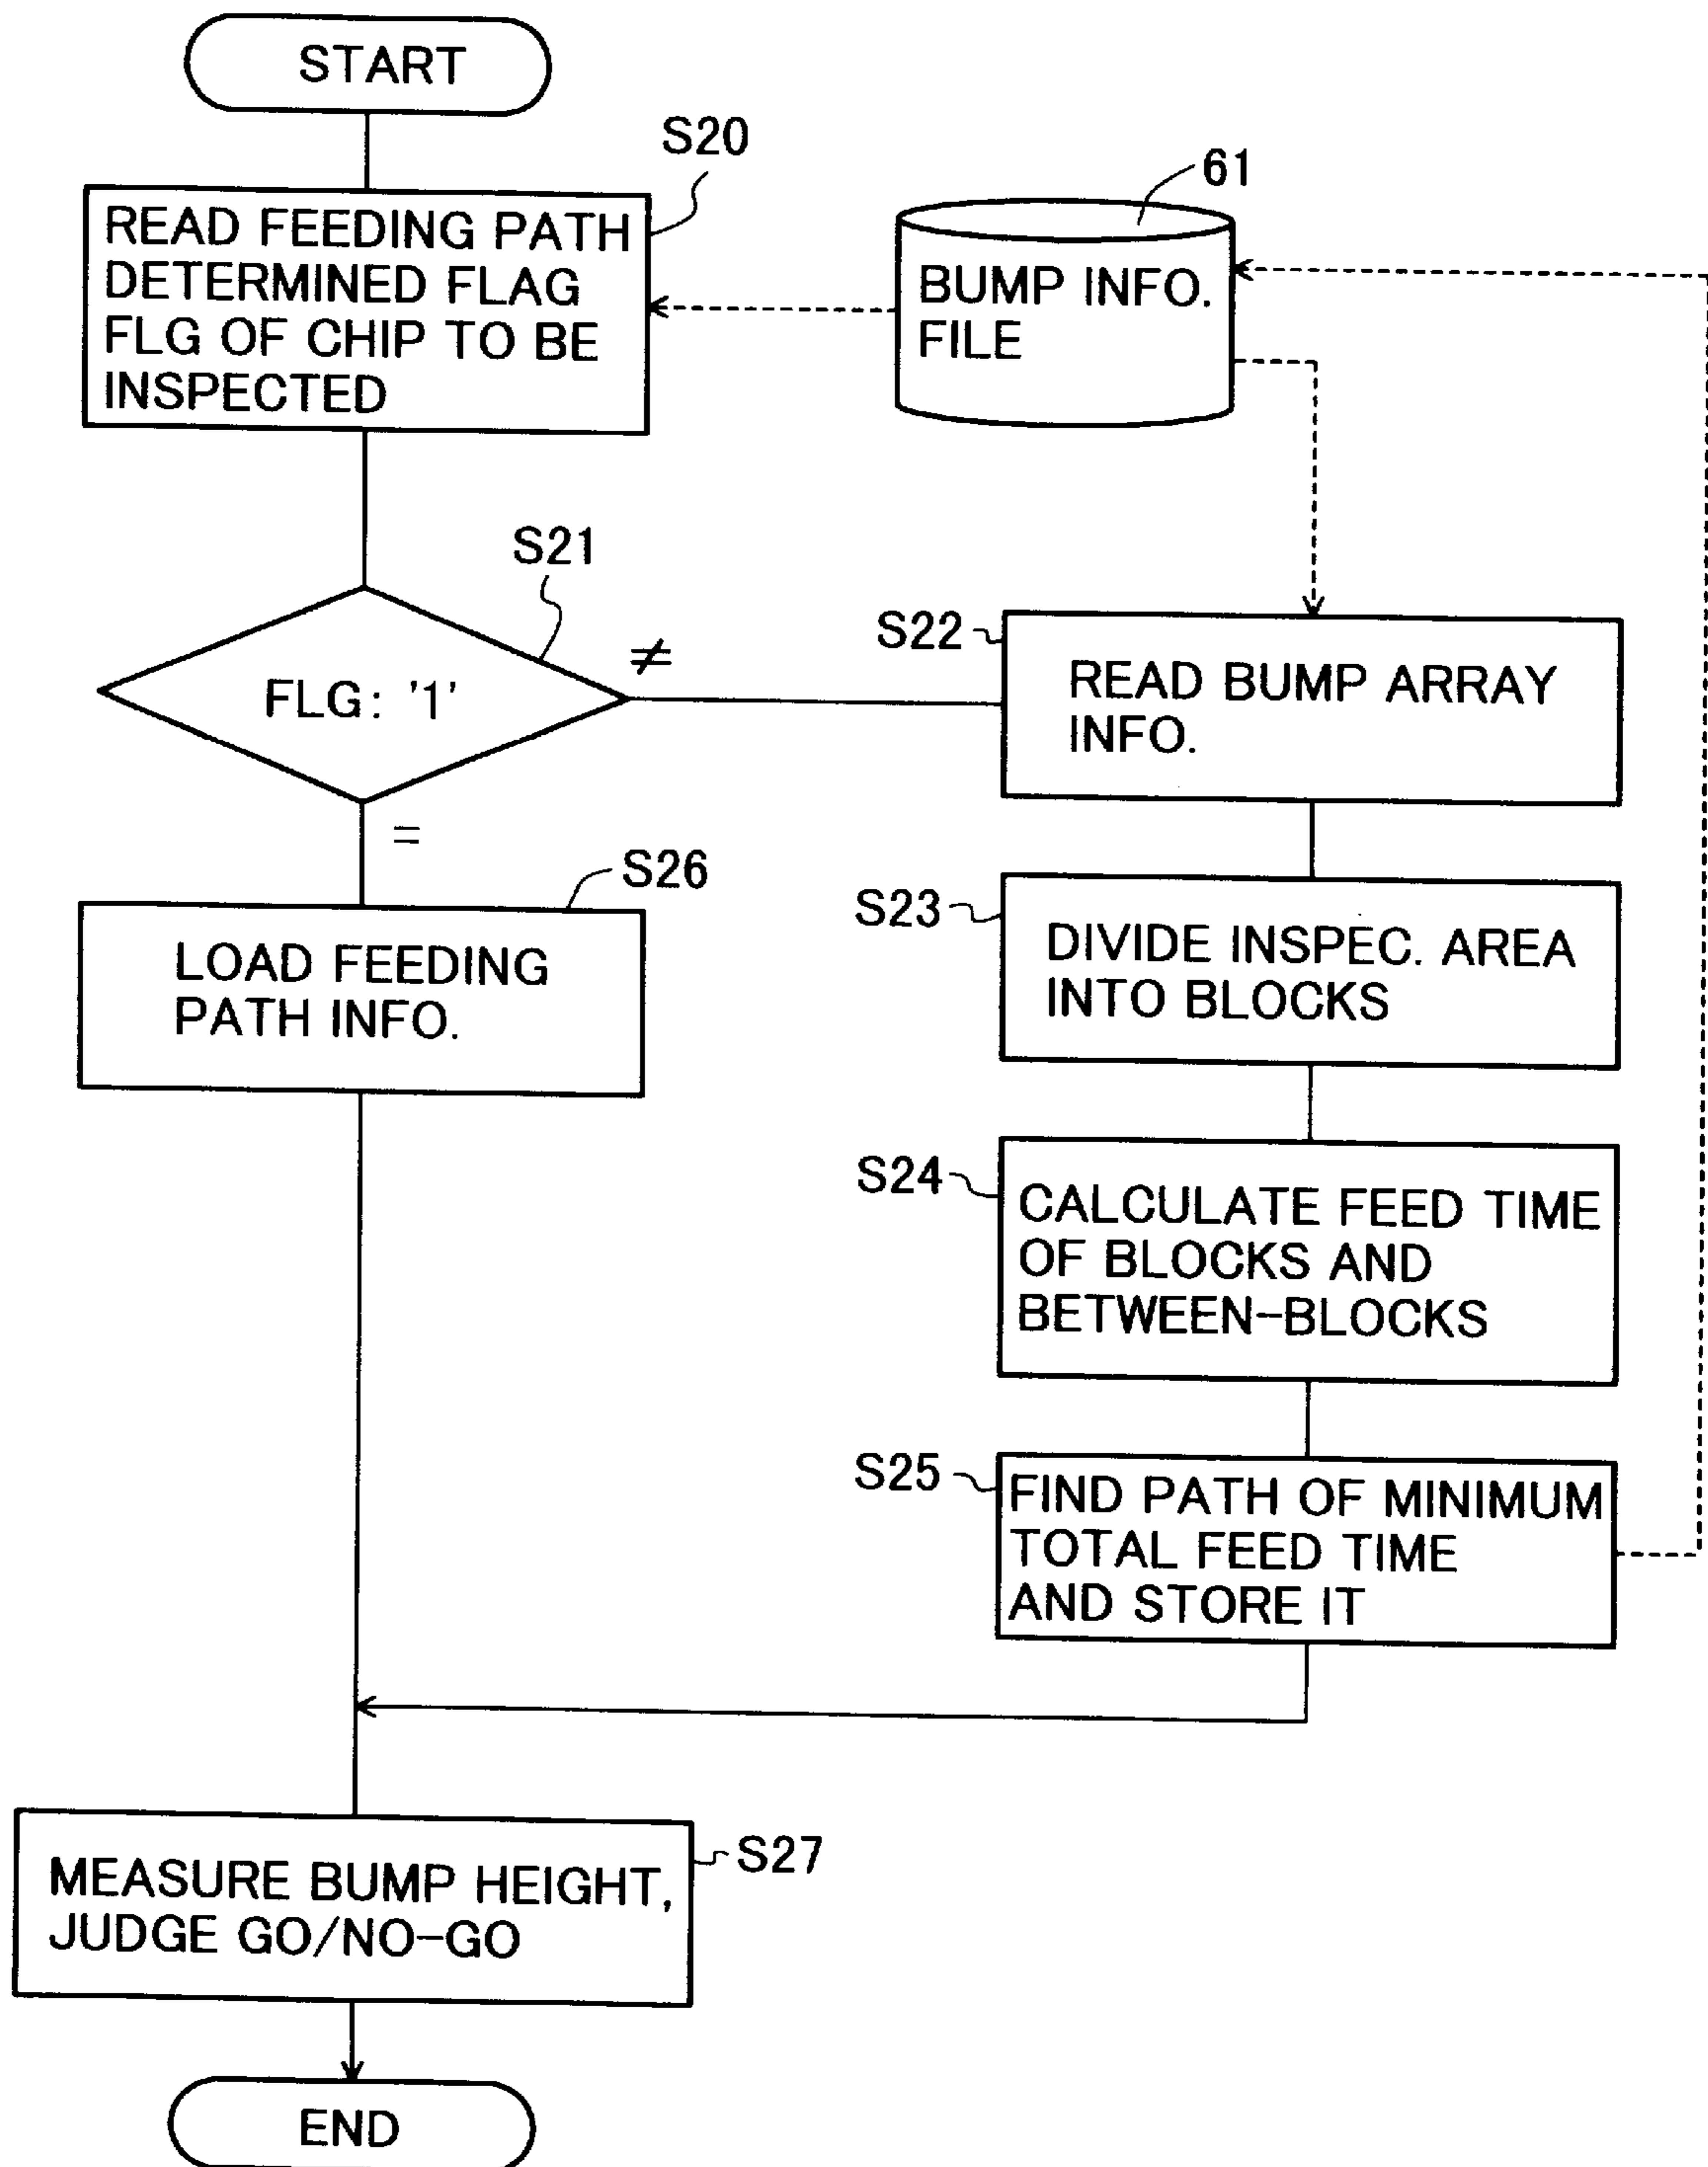 START
S20
READ FEEDING PATH
DETERMINED FLAG
FLG OF CHIP TO BE
INSPECTED
61
BUMP INFO.
FILE
S21
FLG: '1'
≠
=
S22
READ BUMP ARRAY
INFO.
S26
LOAD FEEDING
PATH INFO.
S23
DIVIDE INSPEC. AREA
INTO BLOCKS
S24
CALCULATE FEED TIME
OF BLOCKS AND
BETWEEN-BLOCKS
S25
FIND PATH OF MINIMUM
TOTAL FEED TIME
AND STORE IT
S27
MEASURE BUMP HEIGHT,
JUDGE GO/NO-GO
END